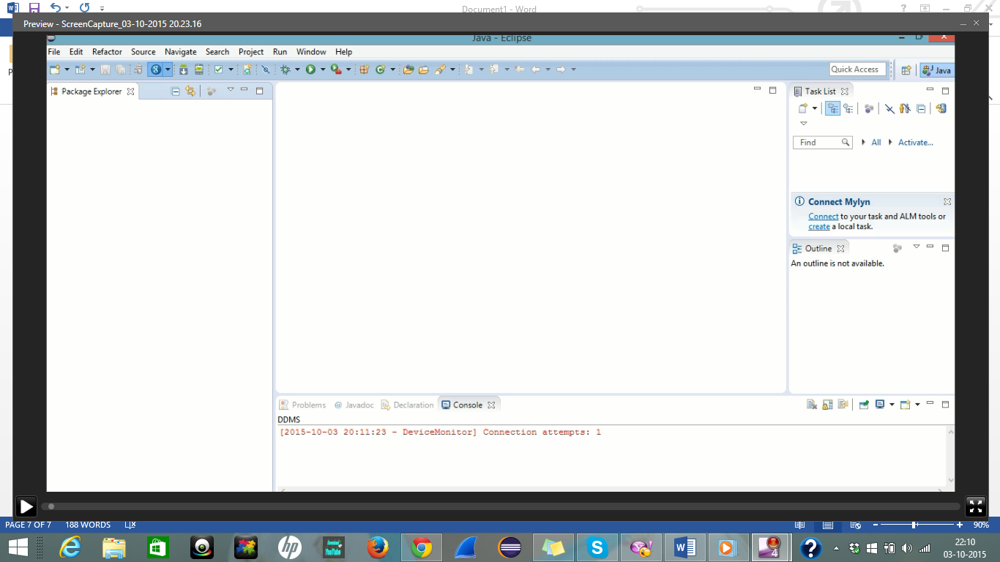 Document1 - Word
Preview - ScreenCapture_03-10-2015 20.23.16
Java - Eclipse
File Edit Refactor Source Navigate Search Project Run Window Help
Quick Access
Java
Package Explorer
Task List
Find
All
Activate...
Connect Mylyn
Connect to your task and ALM tools or
create a local task.
Outline
An outline is not available.
Problems @ Javadoc Declaration Console
DDMS
[2015-10-03 20:11:23 - DeviceMonitor] Connection attempts: 1
PAGE 7 OF 7 188 WORDS
90%
22:10
03-10-2015